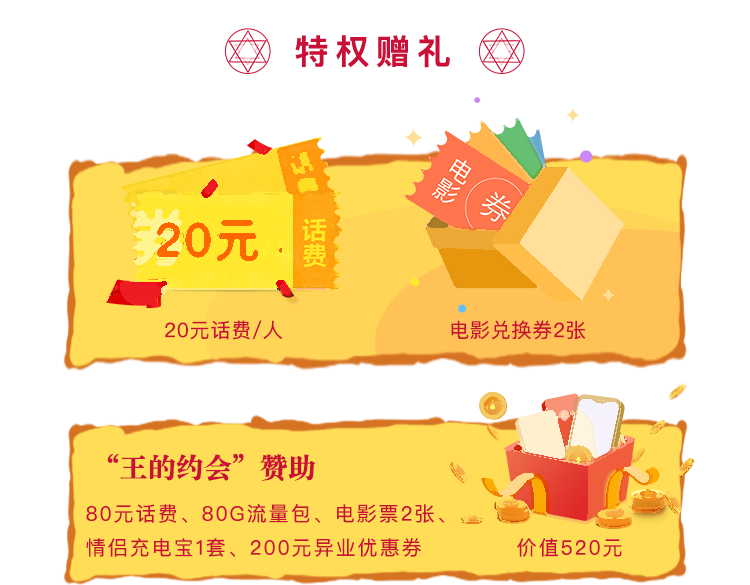 特权赠礼
券
20元
话费
电影
券
20元话费/人
电影兑换券2张
“王的约会”赞助
80元话费、80G流量包、电影票2张、
情侣充电宝1套、200元异业优惠券
价值520元